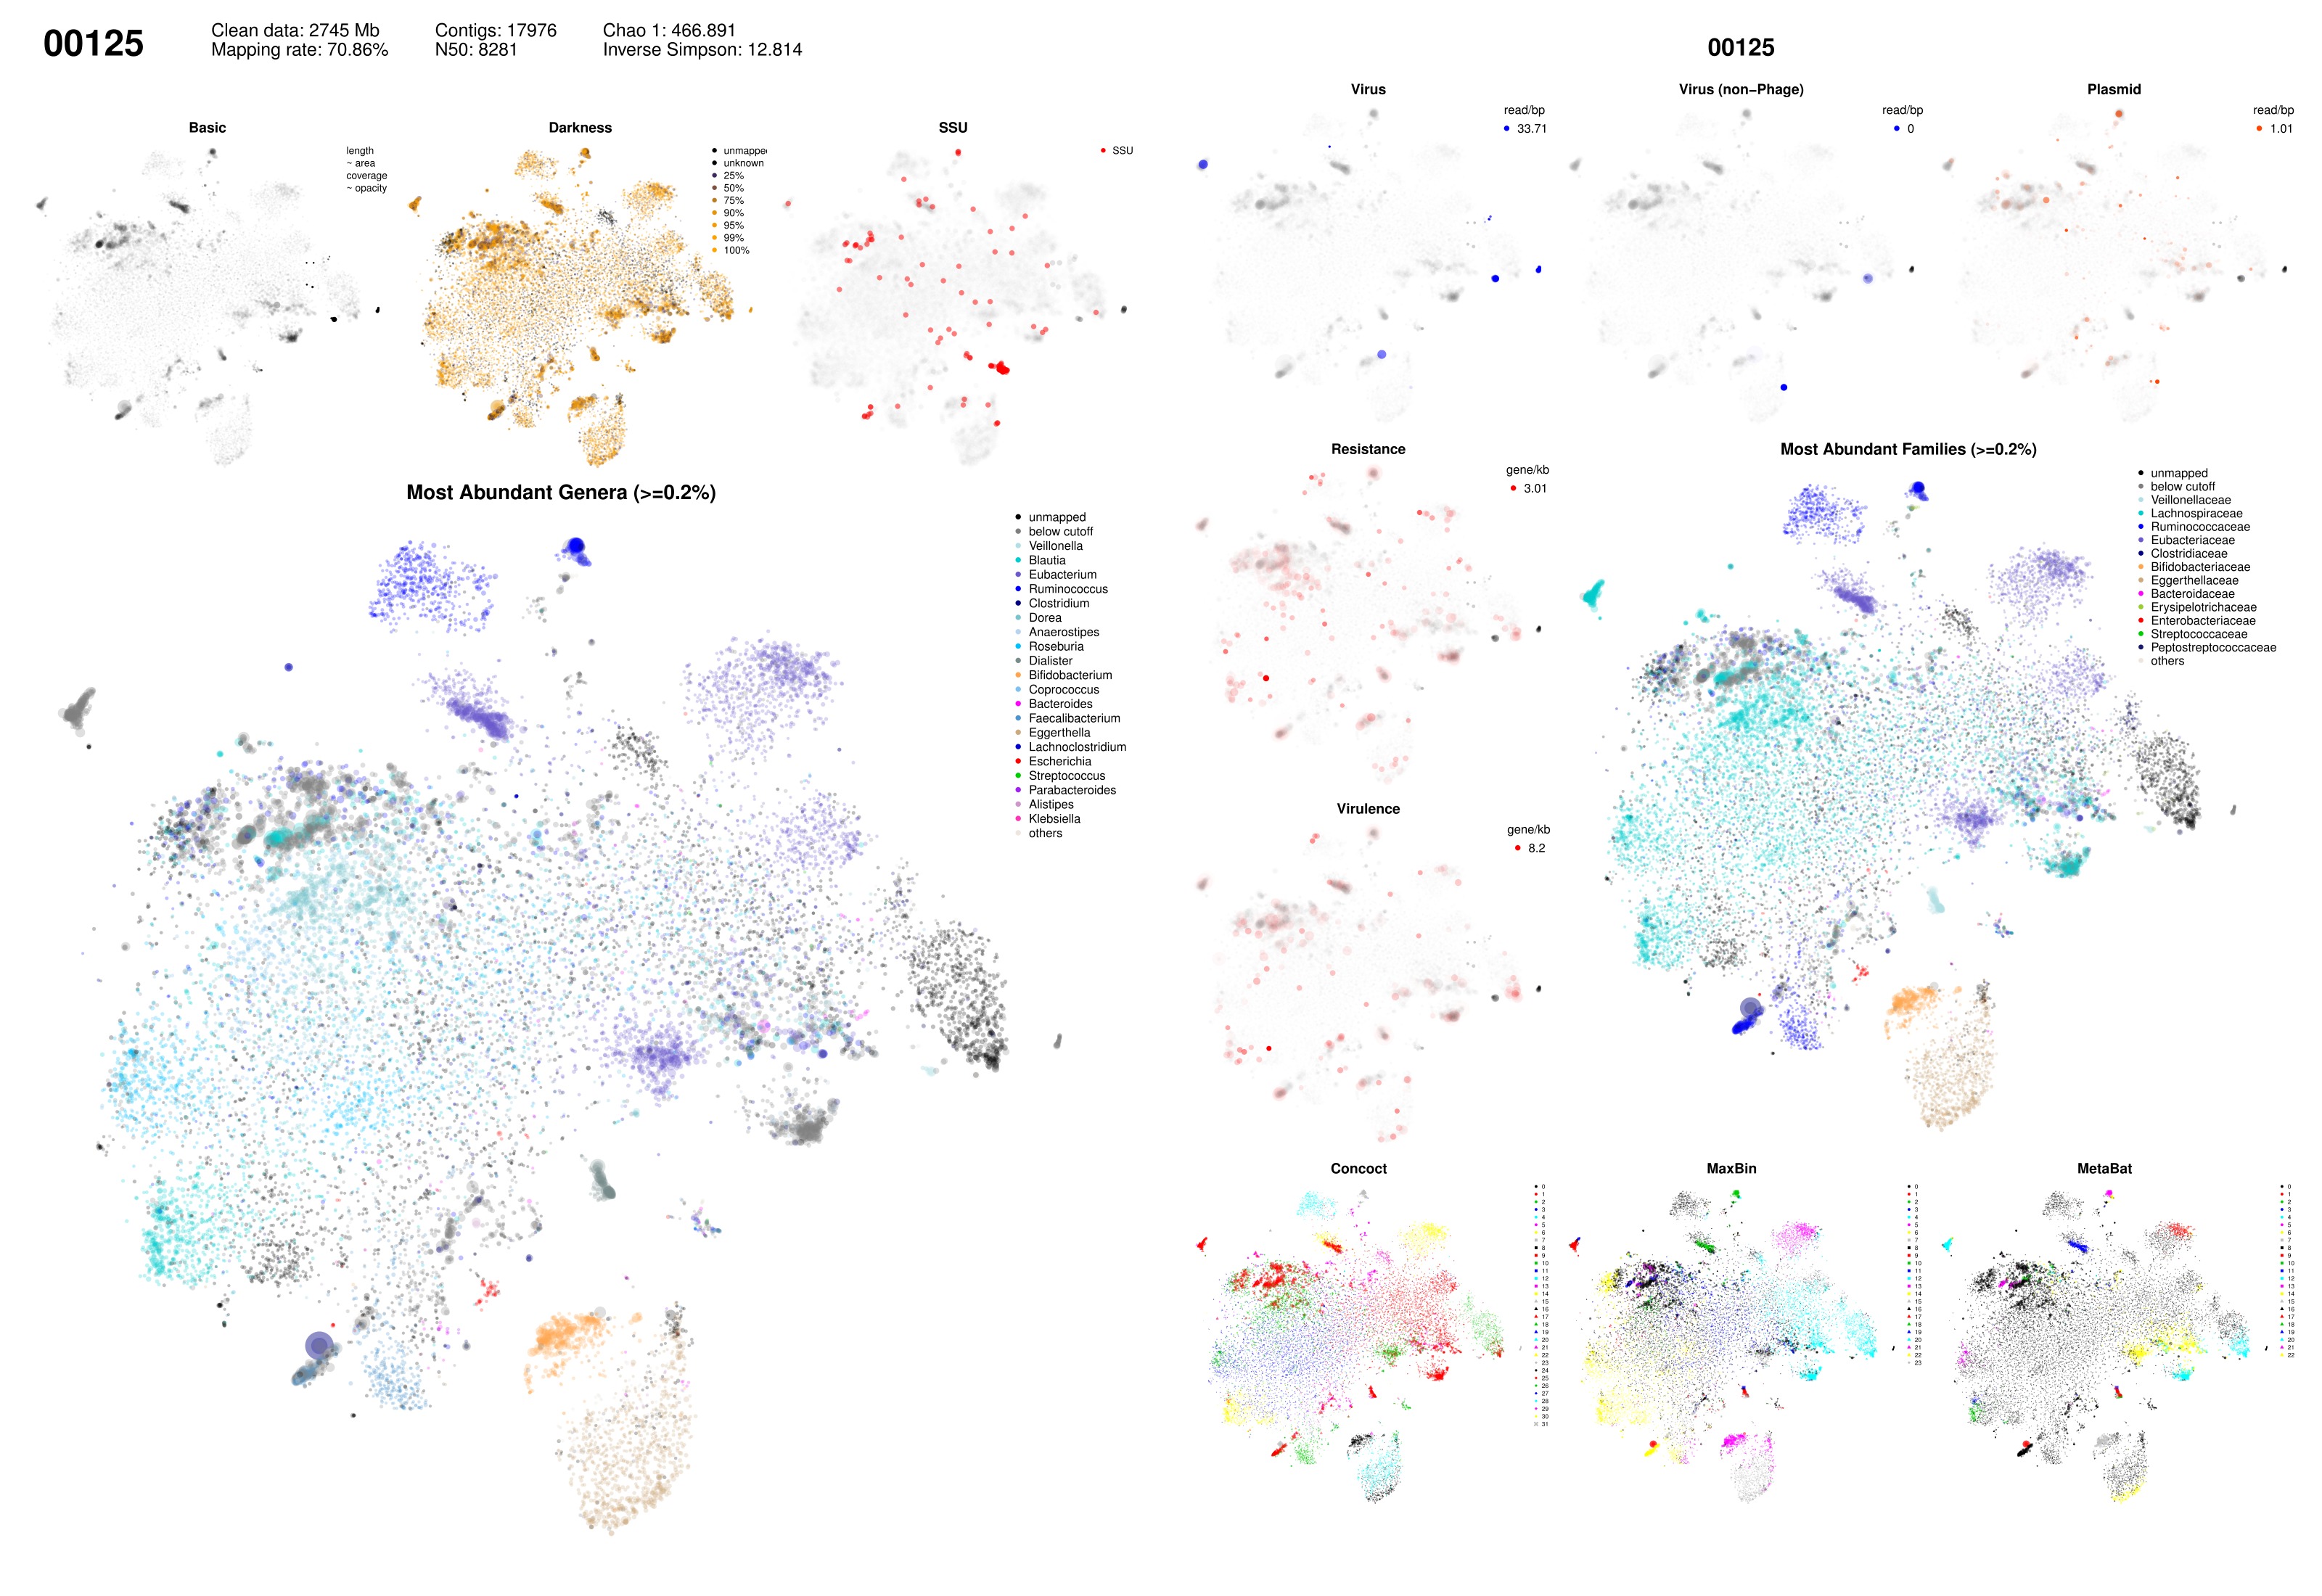 00125
Clean data: 2745 Mb
Mapping rate: 70.86%
Contigs: 17976
N50: 8281
Chao 1: 466.891
Inverse Simpson: 12.814
Basic
length
~ area
coverage
~ opacity
Darkness
unmapped
unknown
25%
50%
75%
90%
95%
99%
100%
SSU
SSU
Most Abundant Genera (>=0.2%)
unmapped
below cutoff
Veillonella
Blautia
Eubacterium
Ruminococcus
Clostridium
Dorea
Anaerostipes
Roseburia
Dialister
Bifidobacterium
Coprococcus
Bacteroides
Faecalibacterium
Eggerthella
Lachnoclostridium
Escherichia
Streptococcus
Parabacteroides
Alistipes
Klebsiella
others
00125
Virus
read/bp
33.71
Virus (non−Phage)
read/bp
0
Plasmid
read/bp
1.01
Resistance
gene/kb
3.01
Virulence
gene/kb
8.2
Most Abundant Families (>=0.2%)
unmapped
below cutoff
Veillonellaceae
Lachnospiraceae
Ruminococcaceae
Eubacteriaceae
Clostridiaceae
Bifidobacteriaceae
Eggerthellaceae
Bacteroidaceae
Erysipelotrichaceae
Enterobacteriaceae
Streptococcaceae
Peptostreptococcaceae
others
Concoct
0
1
2
3
4
5
6
7
8
9
10
11
12
13
14
15
16
17
18
19
20
21
22
23
24
25
26
27
28
29
30
31
MaxBin
0
1
2
3
4
5
6
7
8
9
10
11
12
13
14
15
16
17
18
19
20
21
22
23
MetaBat
0
1
2
3
4
5
6
7
8
9
10
11
12
13
14
15
16
17
18
19
20
21
22